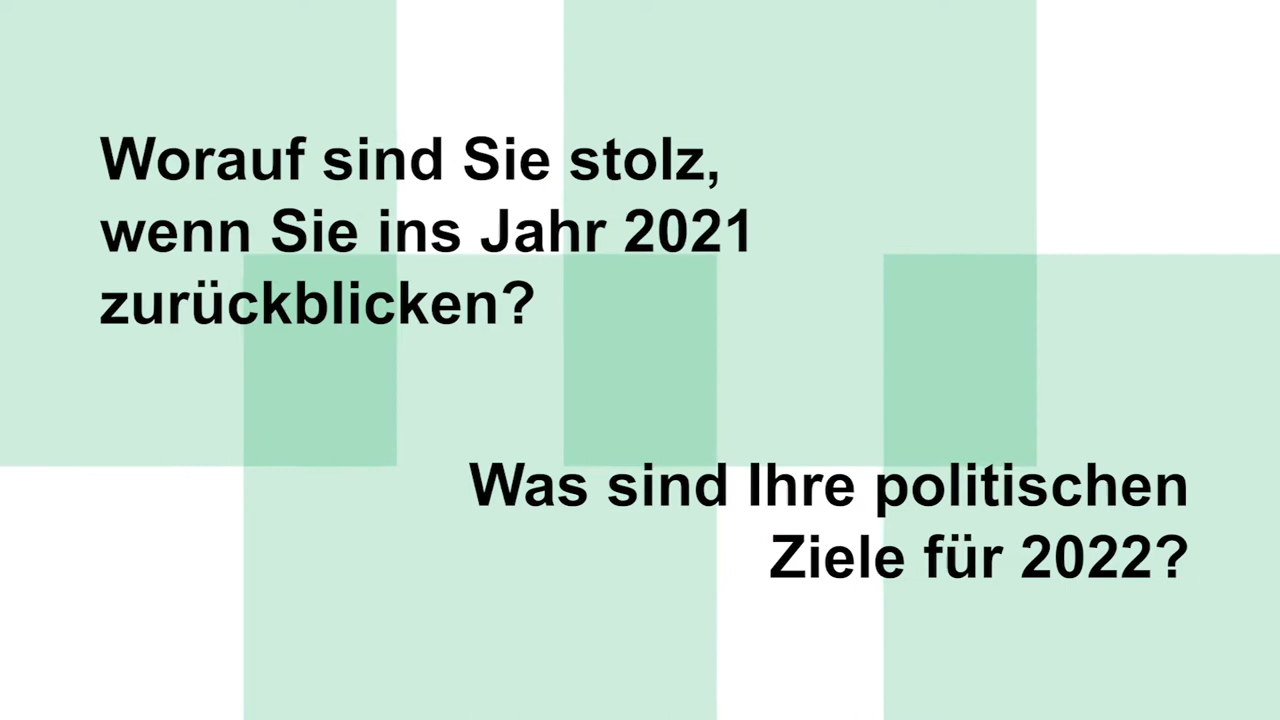 Worauf sind Sie stolz,
wenn Sie ins Jahr 2021
zurückblicken?
Was sind Ihre politischen
Ziele für 2022?